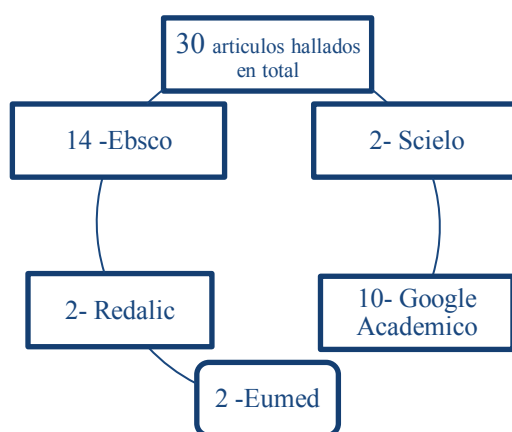 30 articulos hallados
en total
14 -Ebsco
2- Scielo
2- Redalic
10- Google
Academico
2 -Eumed